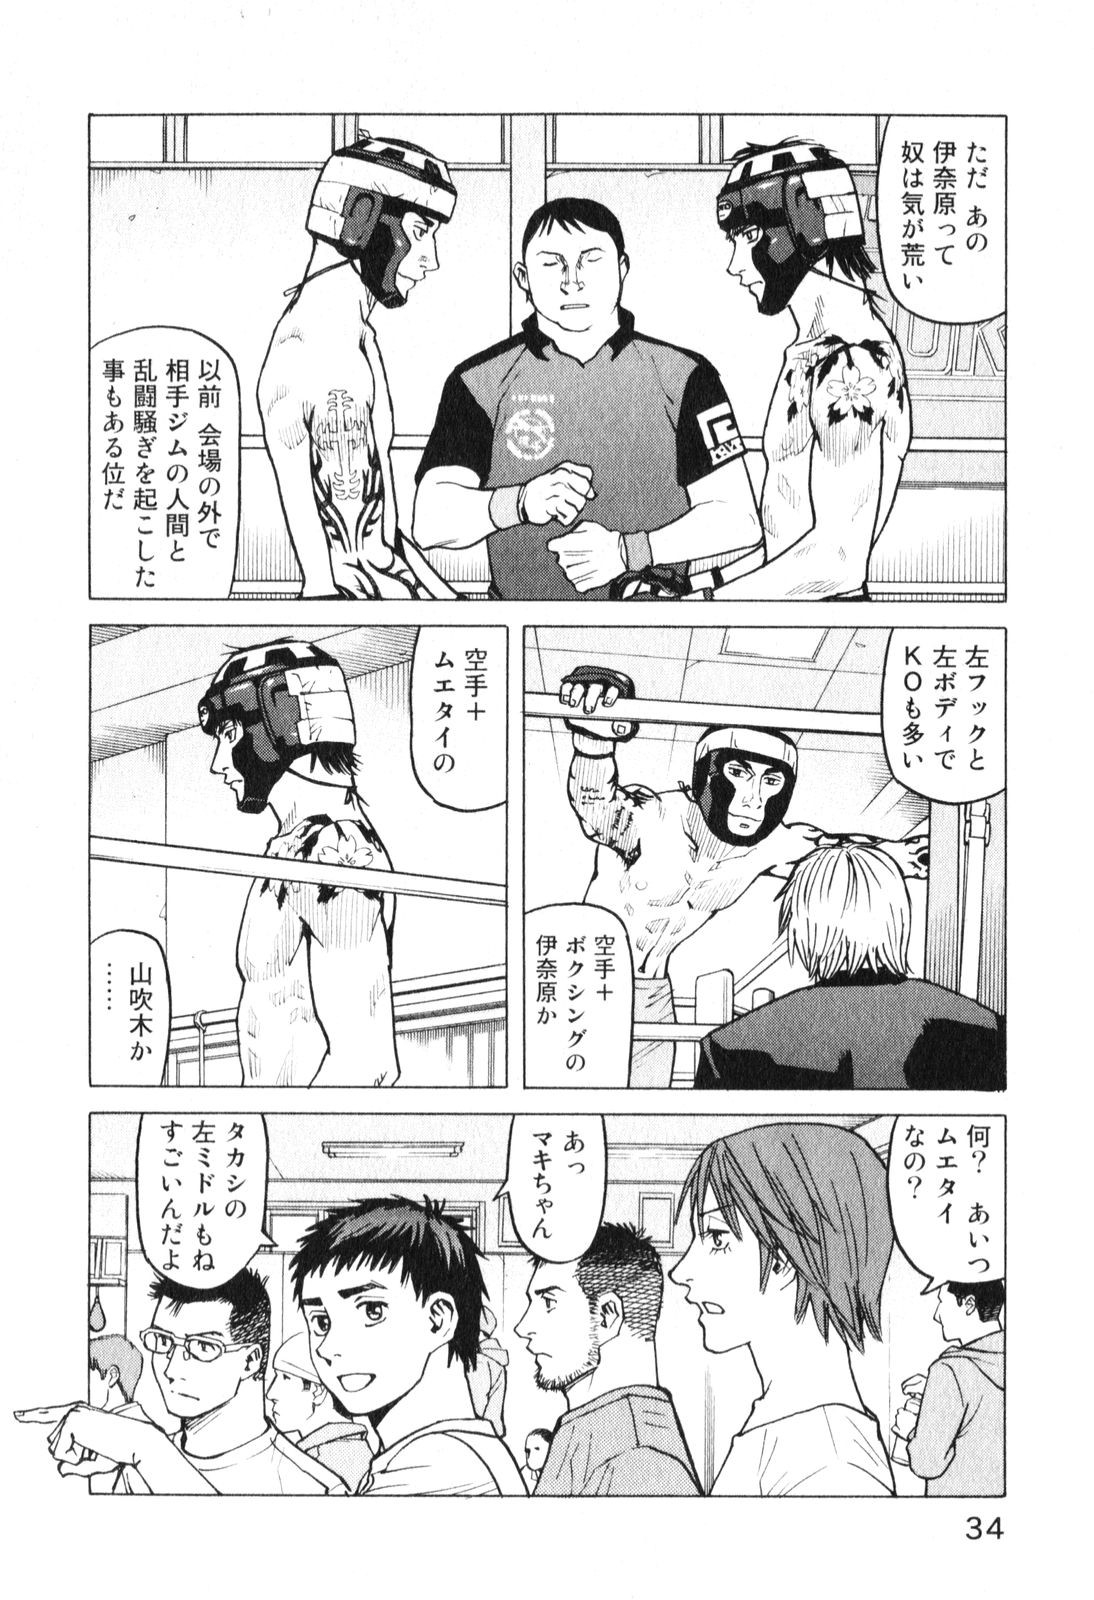 ただ あの
伊奈原って
奴は気が荒い
以前 会場の外で
相手ジムの人間と
乱闘騒ぎを起こした
事もある位だ
左フックと
左ボディで
ＫＯも多い
空手＋
ボクシングの
伊奈原か
空手＋
ムエタイの
山吹木か
……
何？ あいつ
ムエタイ
なの？
あっ
マキちゃん
タカシの
左ミドルもね
すごいんだよ
34